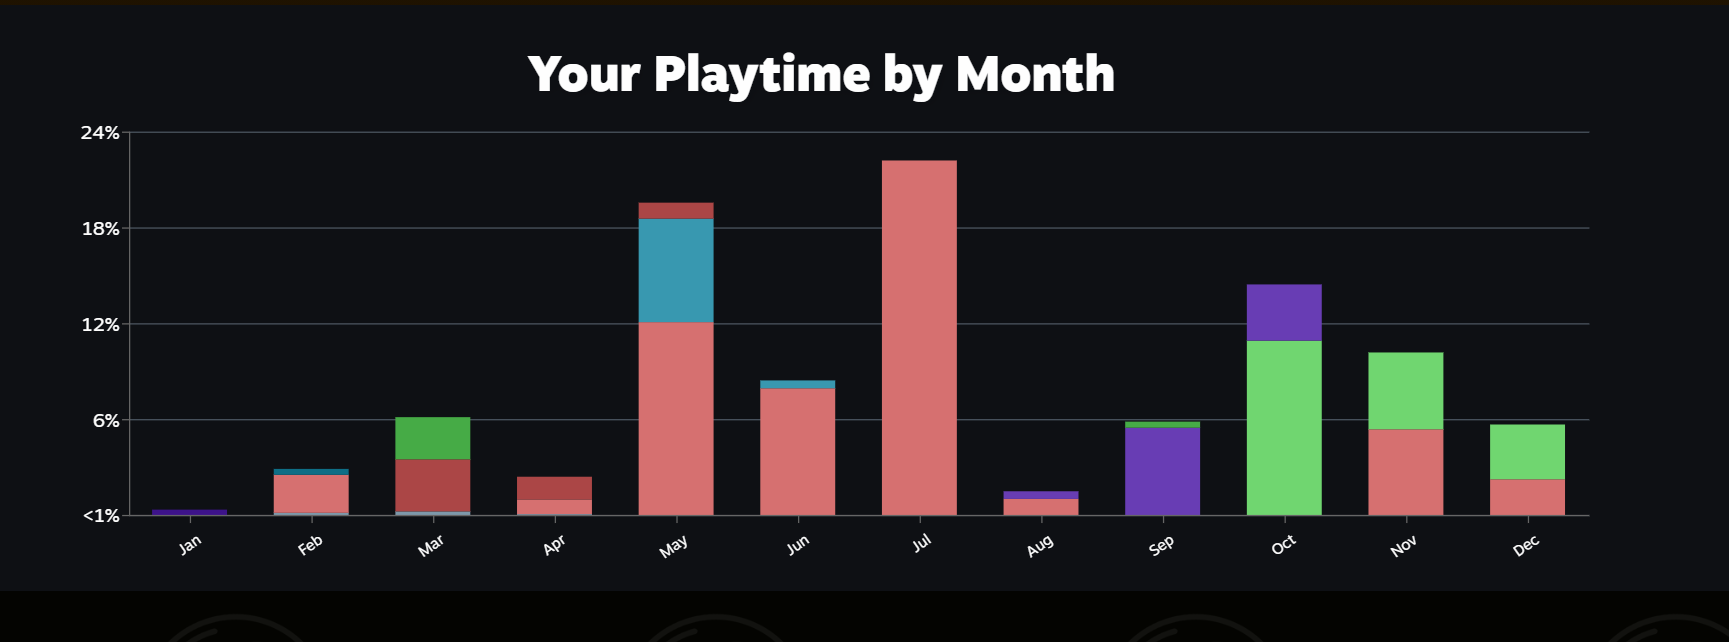 Your Playtime by Month
24%
18%
12%
6%
<1%
Jan
Feb
Mar
Apr
May
Jun
Jul
Aug
Sep
Oct
Nov
Dec